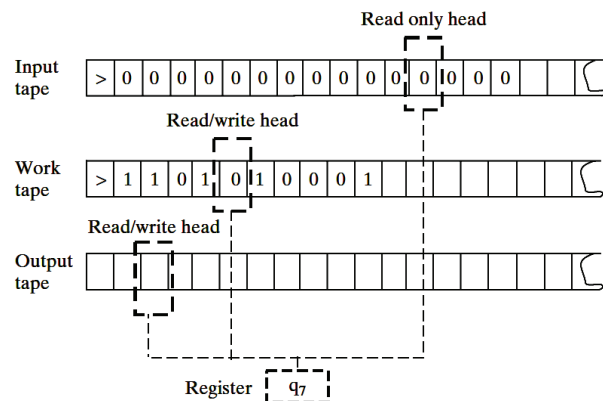 Read only head
Input tape
> 0 0 0 0 0 0 0 0 0 0 0 0 0 0 0
Read/write head
Work tape
> 1 1 0 1 0 1 0 0 0 1
Read/write head
Output tape
Register q₇